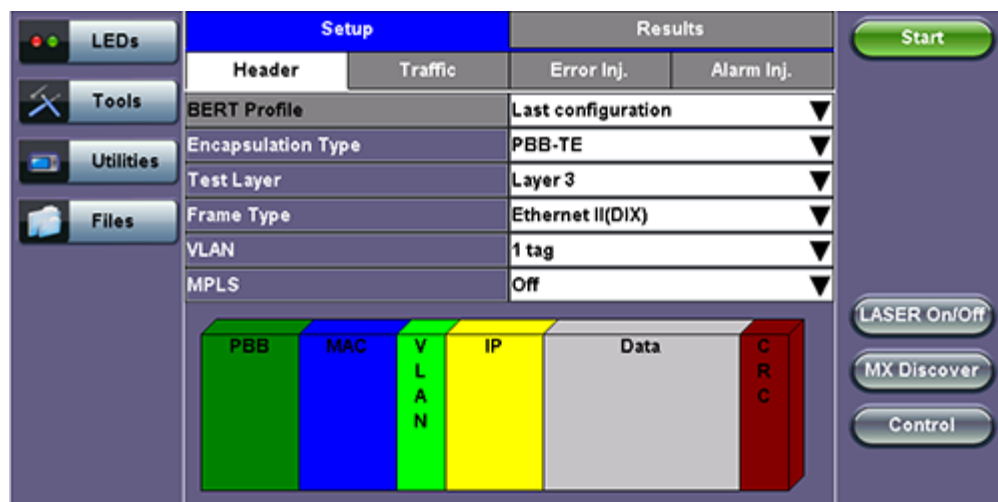 LEDs
Tools
Utilities
Files
Setup Results
Header Traffic Error Inj. Alarm Inj.
BERT Profile Last configuration
Encapsulation Type PBB-TE
Test Layer Layer 3
Frame Type Ethernet II(DIX)
VLAN 1 tag
MPLS Off
PBB MAC VLAN IP Data CRC
Start
LASER On/Off
MX Discover
Control